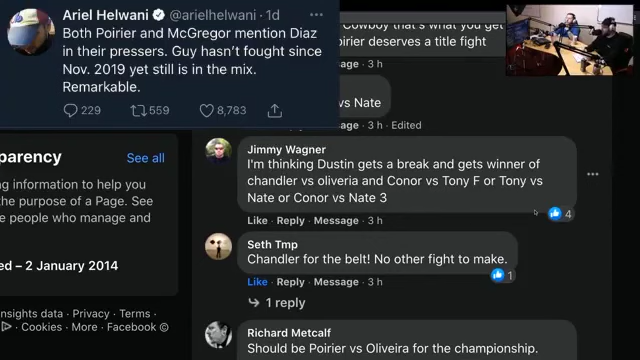 Ariel Helwani @arielhelwani · 1d
Both Poirier and McGregor mention Diaz
in their pressers. Guy hasn't fought since
Nov. 2019 yet still is in the mix.
Remarkable.
229 559 8,783
Cowboy that's what you get
oirier deserves a title fight
sage · 3 h
vs Nate
Message · 3 h · Edited
parency See all
ng information to help you
the purpose of a Page. See
e people who manage and
ed – 2 January 2014
nsights data · Privacy · Terms ·
· Cookies · More · Facebook ©
Jimmy Wagner
I'm thinking Dustin gets a break and gets winner of
chandler vs oliveria and Conor vs Tony F or Tony vs
Nate or Conor vs Nate 3
4
Like · Reply · Message · 3 h
Seth Tmp
Chandler for the belt! No other fight to make.
1
Like · Reply · Message · 3 h
1 reply
Richard Metcalf
Should be Poirier vs Oliveira for the championship.